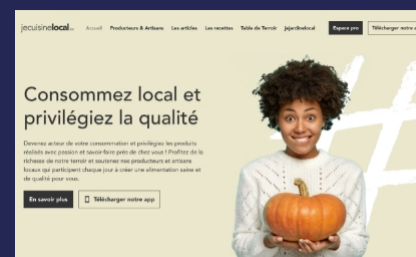 jecuisinelocal
Accueil Producteurs & Artisans Les articles Les recettes Table de Terroir Jejardinelocal Espace pro Télécharger notre
Consommez local et
privilégiez la qualité
Devenez acteur de votre consommation et privilégiez les produits
réalisés avec passion et savoir-faire près de chez vous ! Profitez de la
richesse de notre terroir et soutenez nos producteurs et artisans
locaux qui participent chaque jour à créer une alimentation saine et
de qualité pour vous.
En savoir plus Télécharger notre app